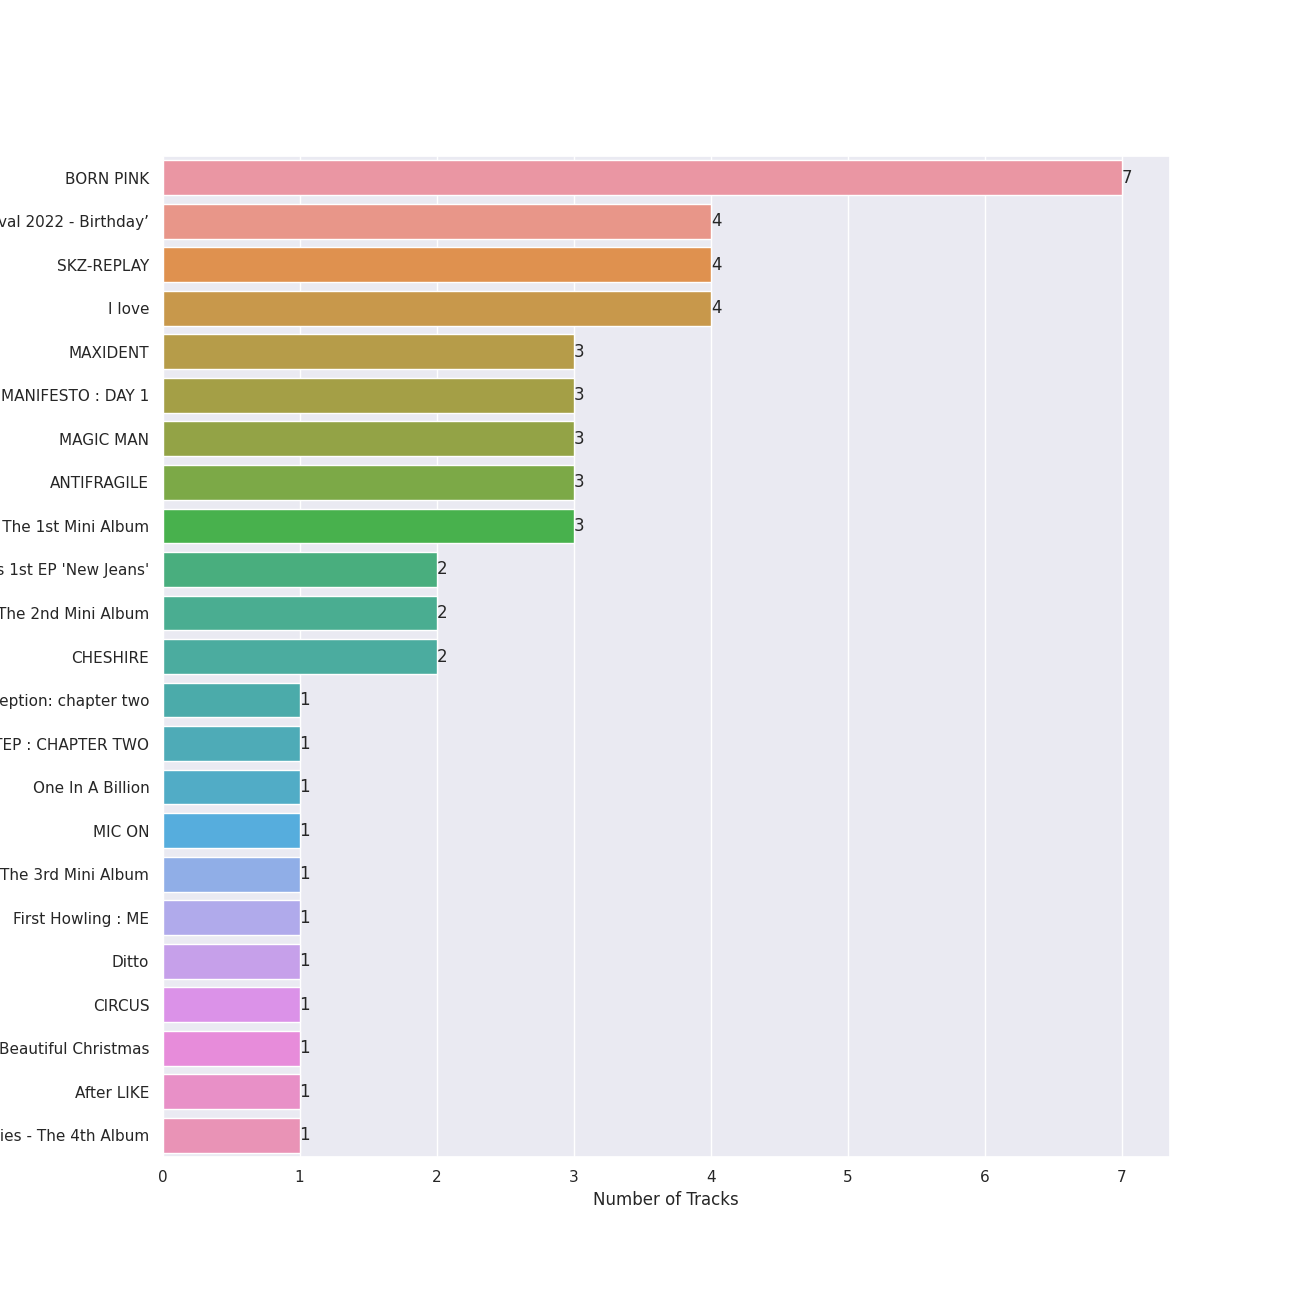 BORN PINK 7
val 2022 - Birthday’ 4
SKZ-REPLAY 4
I love 4
MAXIDENT 3
MANIFESTO : DAY 1 3
MAGIC MAN 3
ANTIFRAGILE 3
The 1st Mini Album 3
s 1st EP 'New Jeans' 2
The 2nd Mini Album 2
CHESHIRE 2
eption: chapter two 1
TEP : CHAPTER TWO 1
One In A Billion 1
MIC ON 1
The 3rd Mini Album 1
First Howling : ME 1
Ditto 1
CIRCUS 1
Beautiful Christmas 1
After LIKE 1
ies - The 4th Album 1
0 1 2 3 4 5 6 7
Number of Tracks